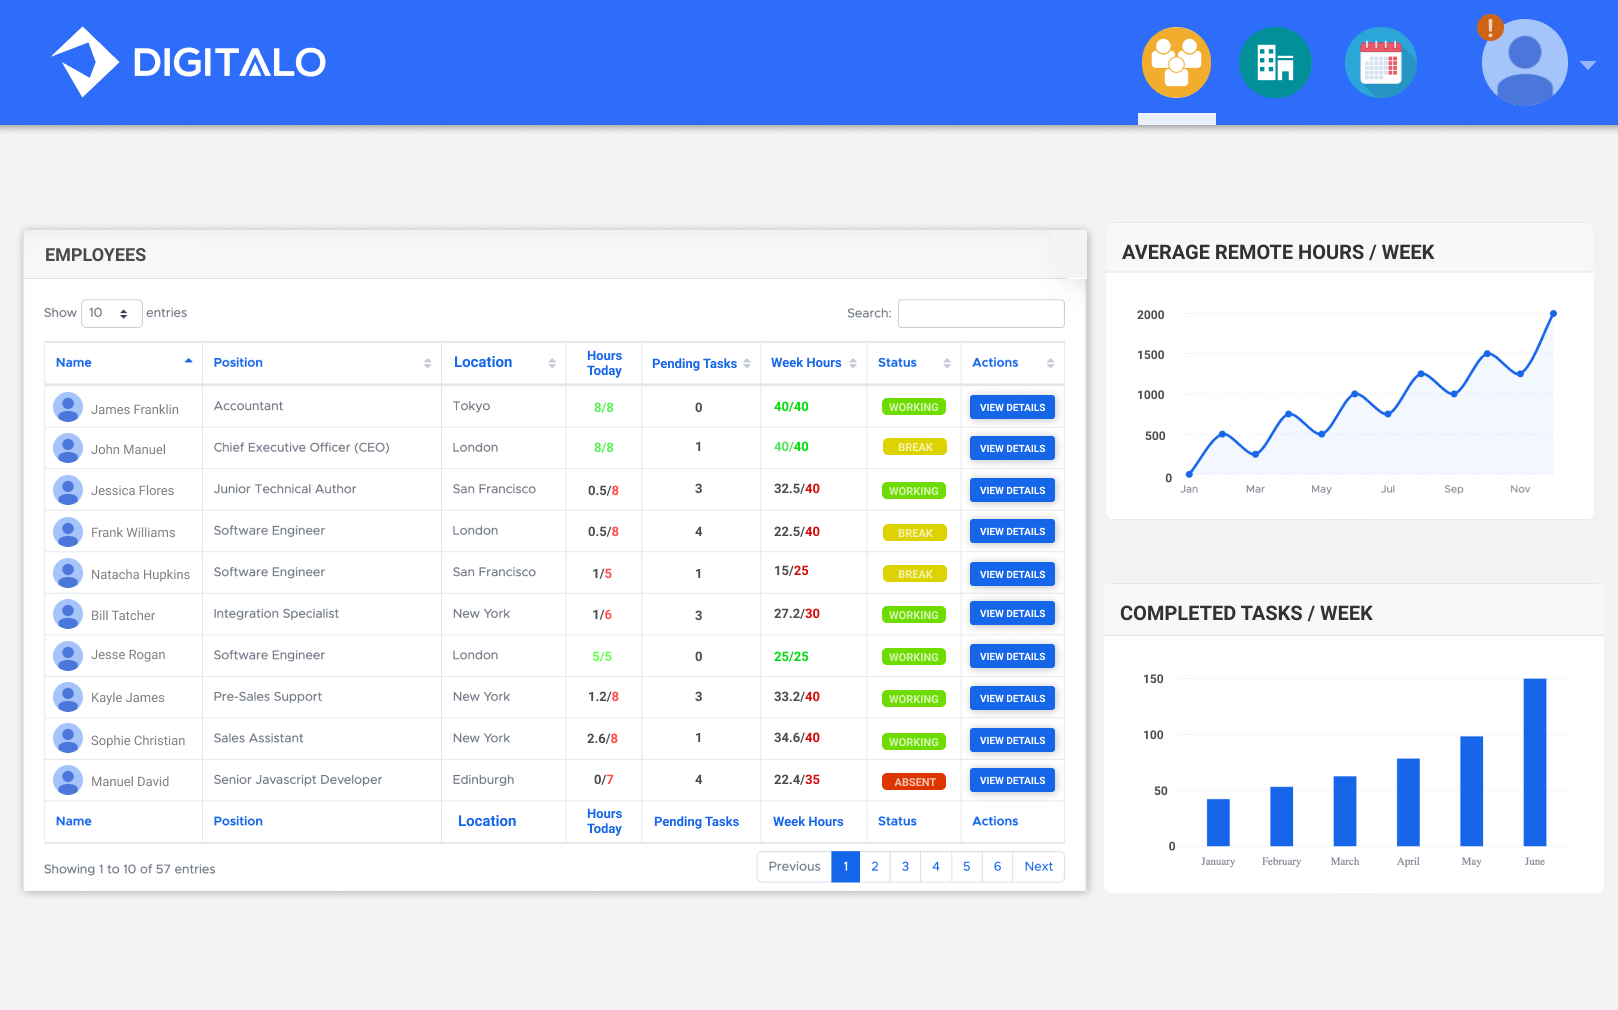 DIGITALO
!
EMPLOYEES
Show 10 entries
Search:
Name Position Location Hours Today Pending Tasks Week Hours Status Actions
James Franklin Accountant Tokyo 8/8 0 40/40 WORKING VIEW DETAILS
John Manuel Chief Executive Officer (CEO) London 8/8 1 40/40 BREAK VIEW DETAILS
Jessica Flores Junior Technical Author San Francisco 0.5/8 3 32.5/40 WORKING VIEW DETAILS
Frank Williams Software Engineer London 0.5/8 4 22.5/40 BREAK VIEW DETAILS
Natacha Hupkins Software Engineer San Francisco 1/5 1 15/25 BREAK VIEW DETAILS
Bill Tatcher Integration Specialist New York 1/6 3 27.2/30 WORKING VIEW DETAILS
Jesse Rogan Software Engineer London 5/5 0 25/25 WORKING VIEW DETAILS
Kayle James Pre-Sales Support New York 1.2/8 3 33.2/40 WORKING VIEW DETAILS
Sophie Christian Sales Assistant New York 2.6/8 1 34.6/40 WORKING VIEW DETAILS
Manuel David Senior Javascript Developer Edinburgh 0/7 4 22.4/35 ABSENT VIEW DETAILS
Name Position Location Hours Today Pending Tasks Week Hours Status Actions
Showing 1 to 10 of 57 entries
Previous 1 2 3 4 5 6 Next
AVERAGE REMOTE HOURS / WEEK
2000
1500
1000
500
0
Jan Mar May Jul Sep Nov
COMPLETED TASKS / WEEK
150
100
50
0
January February March April May June